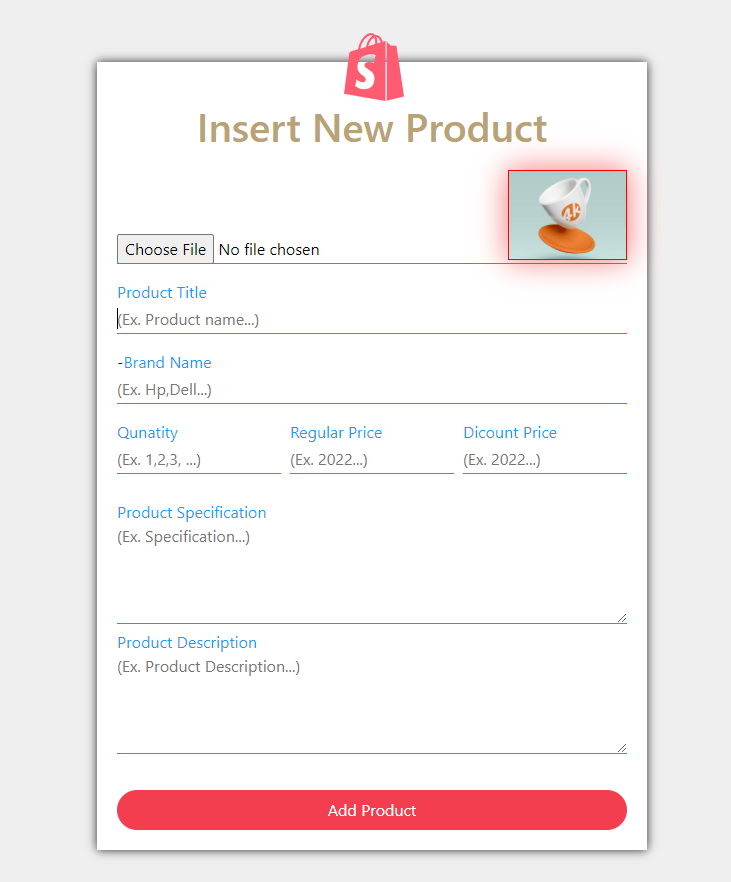 S
Insert New Product
Choose File No file chosen
Product Title
(Ex. Product name...)
-Brand Name
(Ex. Hp,Dell...)
Qunatity Regular Price Dicount Price
(Ex. 1,2,3, ...) (Ex. 2022...) (Ex. 2022...)
Product Specification
(Ex. Specification...)
Product Description
(Ex. Product Description...)
Add Product